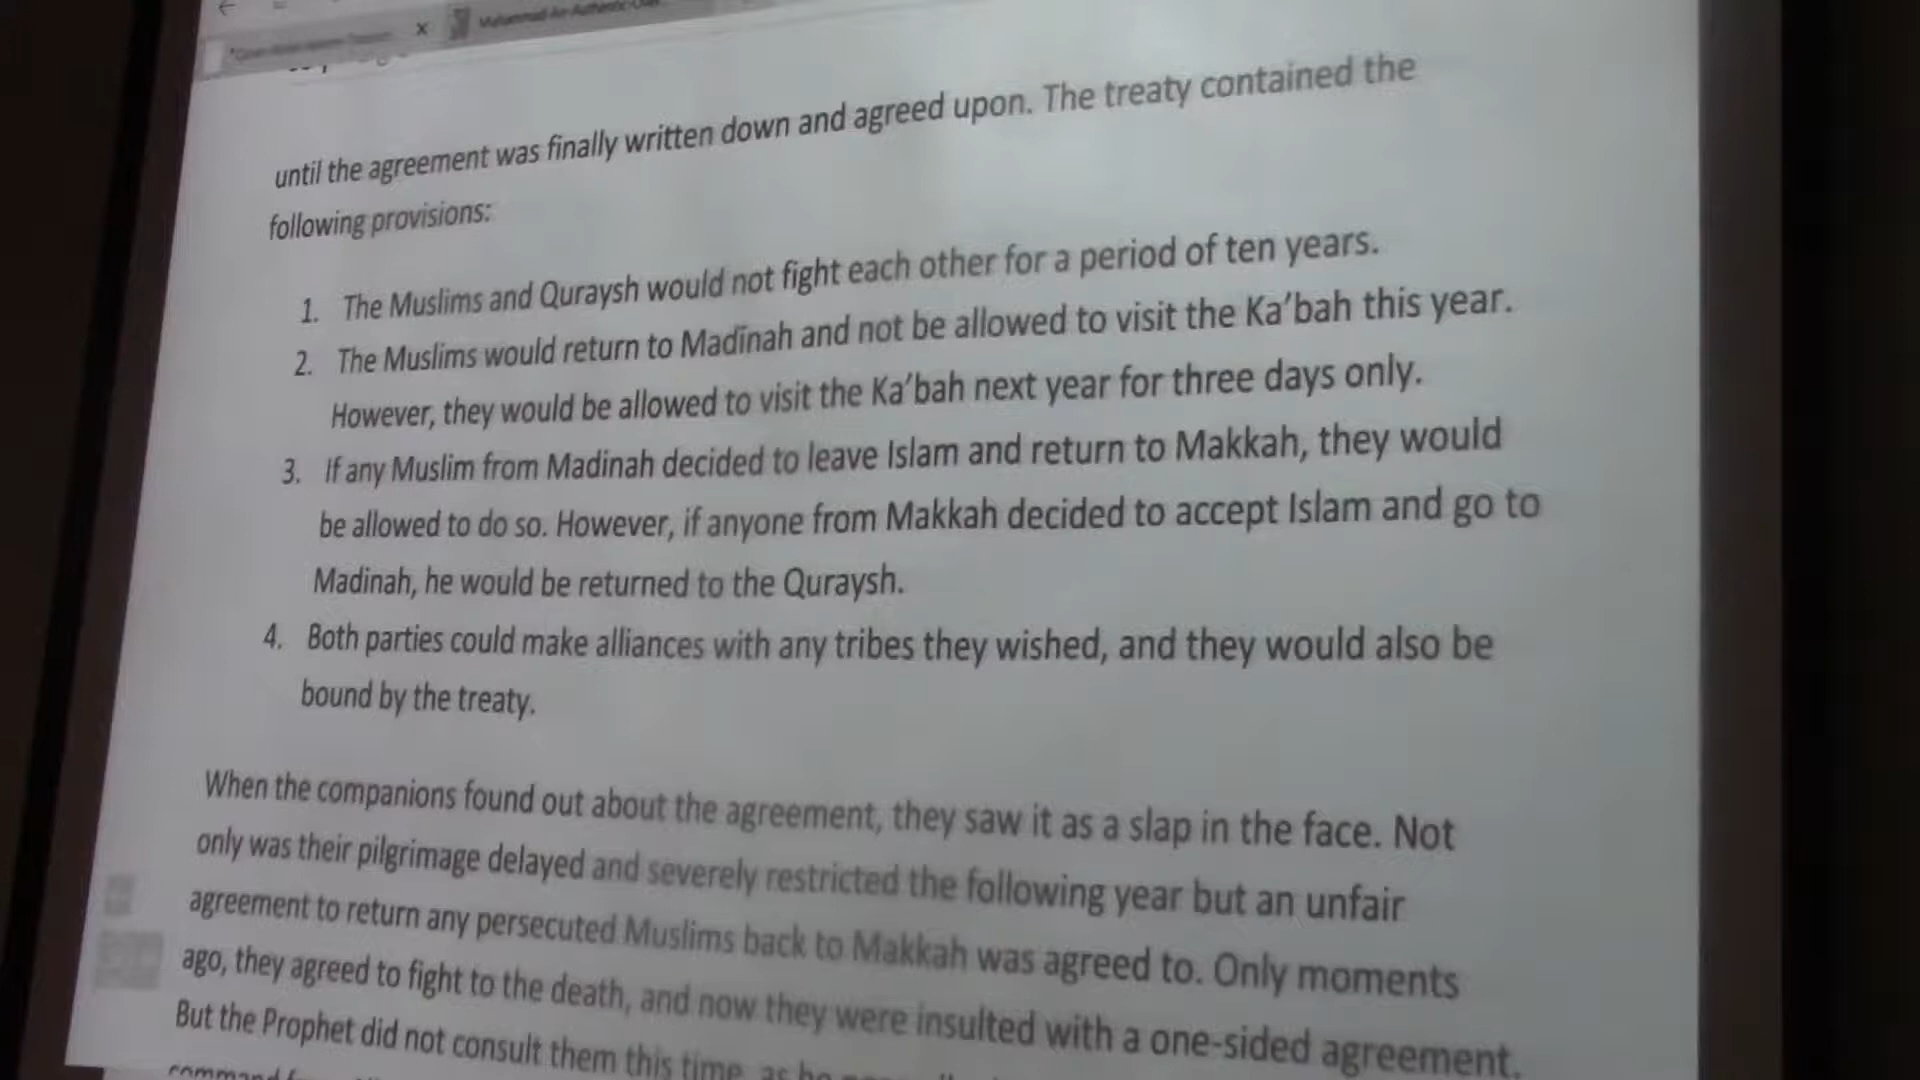 until the agreement was finally written down and agreed upon. The treaty contained the
following provisions:
1. The Muslims and Quraysh would not fight each other for a period of ten years.
2. The Muslims would return to Madīnah and not be allowed to visit the Ka'bah this year.
However, they would be allowed to visit the Ka'bah next year for three days only.
3. If any Muslim from Madinah decided to leave Islam and return to Makkah, they would
be allowed to do so. However, if anyone from Makkah decided to accept Islam and go to
Madinah, he would be returned to the Quraysh.
4. Both parties could make alliances with any tribes they wished, and they would also be
bound by the treaty.
When the companions found out about the agreement, they saw it as a slap in the face. Not
only was their pilgrimage delayed and severely restricted the following year but an unfair
agreement to return any persecuted Muslims back to Makkah was agreed to. Only moments
ago, they agreed to fight to the death, and now they were insulted with a one-sided agreement.
But the Prophet did not consult them this time, as he